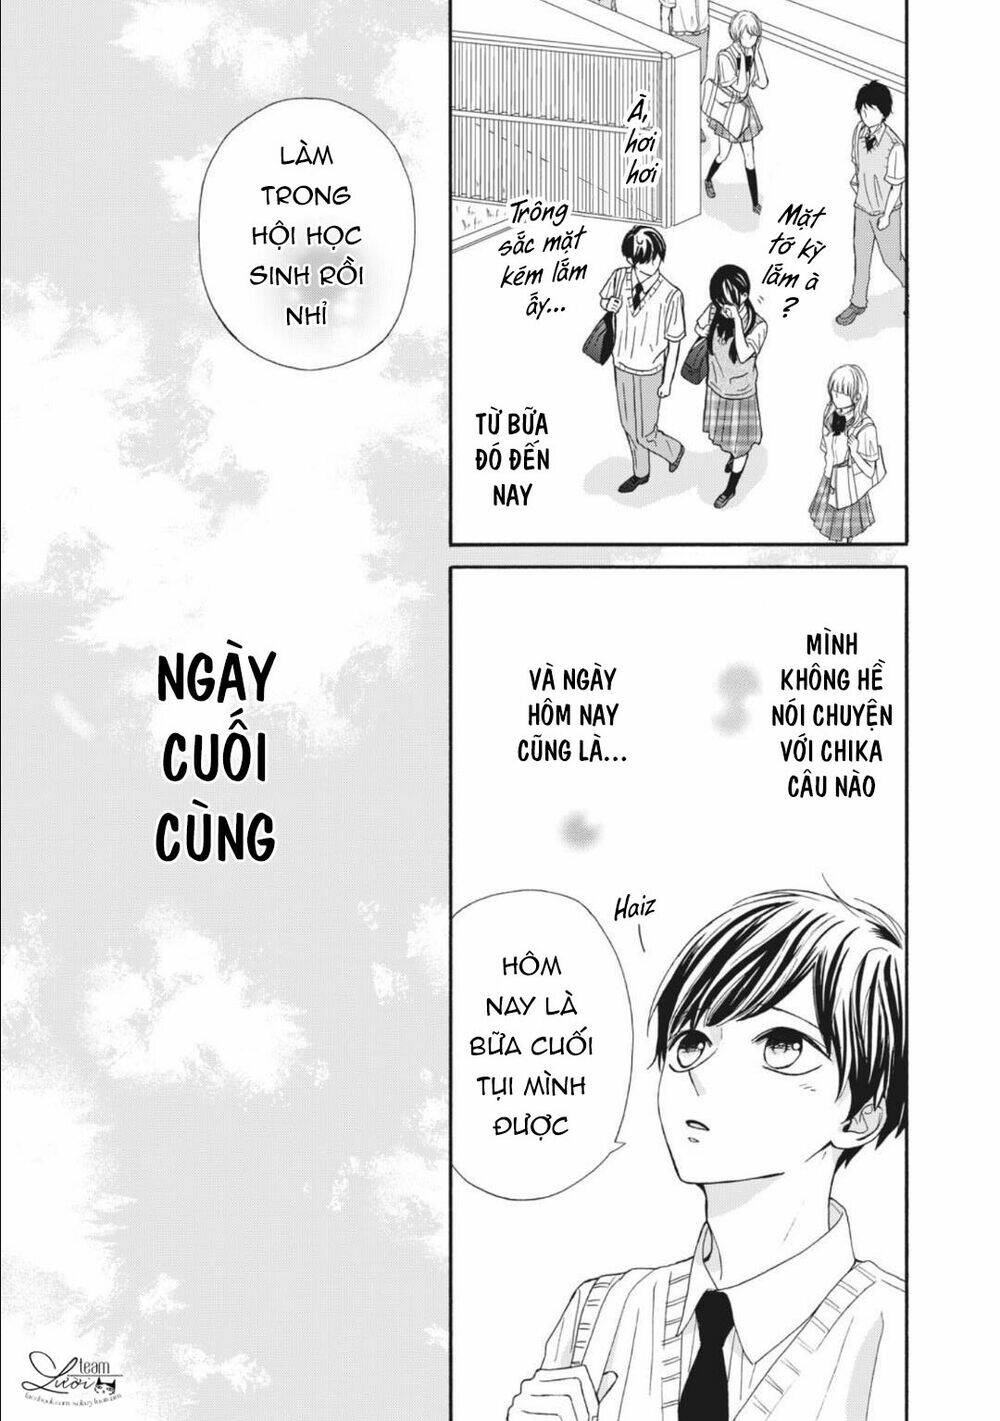 Mặt
tớ kỳ
lắm à
?
À,
hơi
hơi
Trông
sắc mặt
kém lắm
ấy...
TỪ BỮA
ĐÓ ĐẾN
NAY
MÌNH
KHÔNG HỀ
NÓI CHUYỆN
VỚI CHIKA
CÂU NÀO
VÀ NGÀY
HÔM NAY
CŨNG LÀ...
Haiz
HÔM
NAY LÀ
BỮA CUỐI
TỤI MÌNH
ĐƯỢC
LÀM
TRONG
HỘI HỌC
SINH RỒI
NHỈ
NGÀY
CUỐI
CÙNG
team
Lười